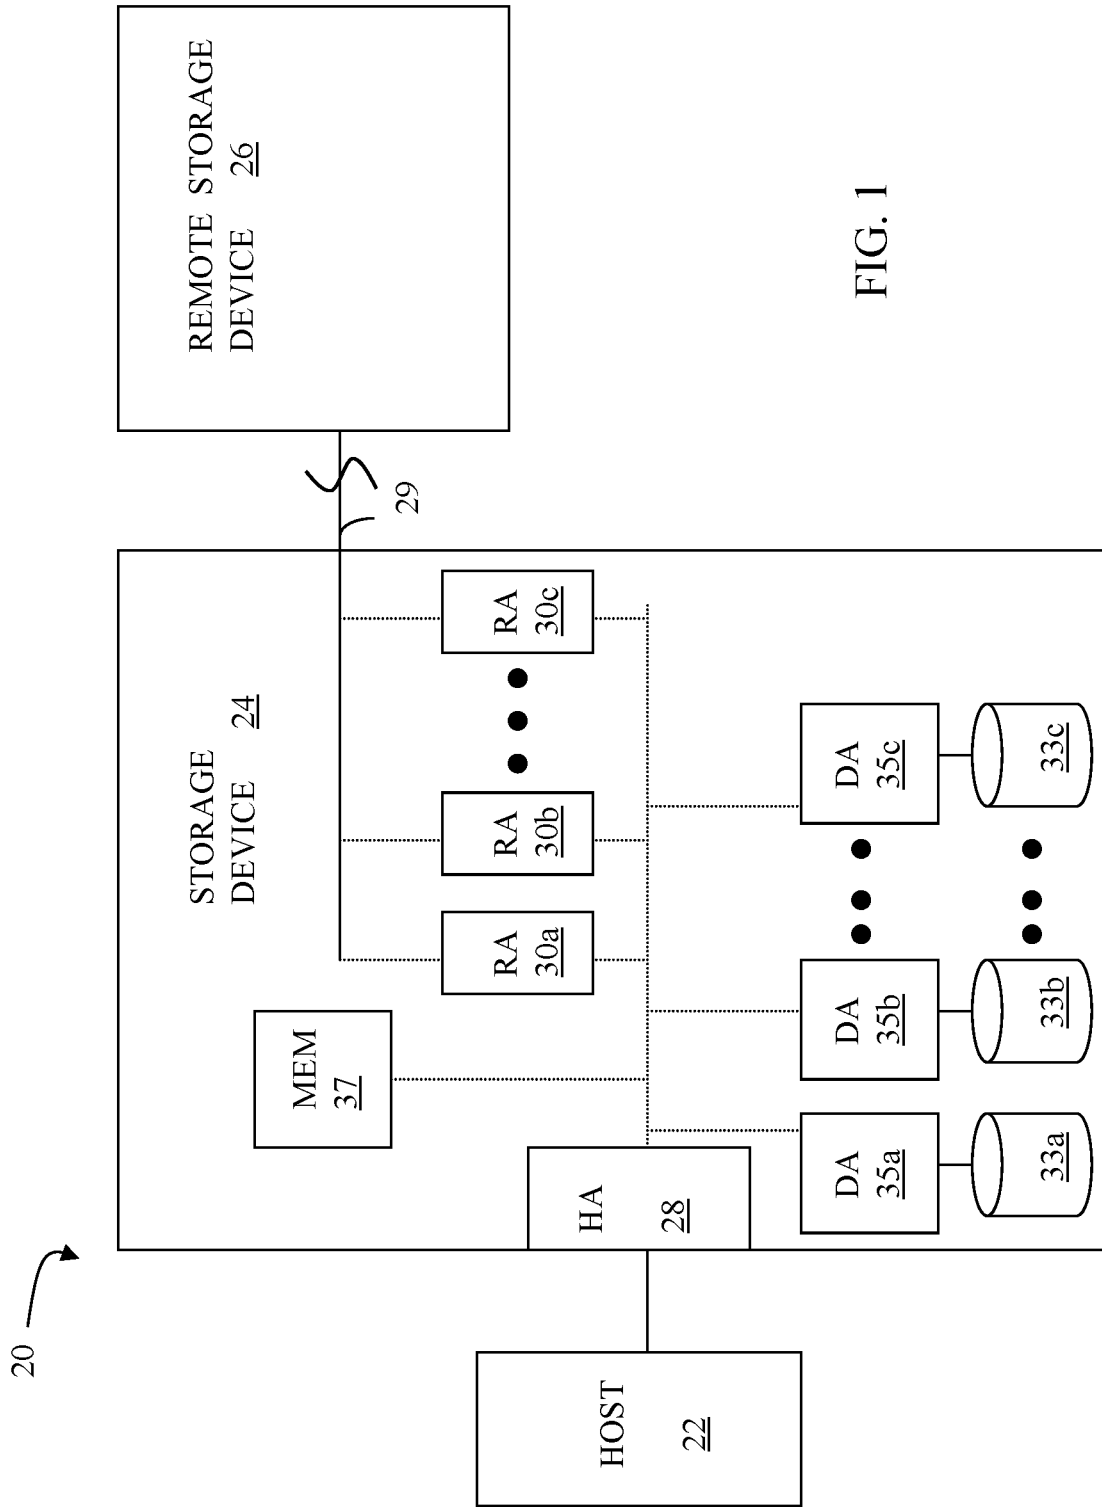 20
STORAGE
DEVICE 24
REMOTE STORAGE
DEVICE 26
29
MEM
37
RA
30a
RA
30b
RA
30c
HOST
22
HA
28
DA
35a
DA
35b
DA
35c
33a
33b
33c
FIG. 1